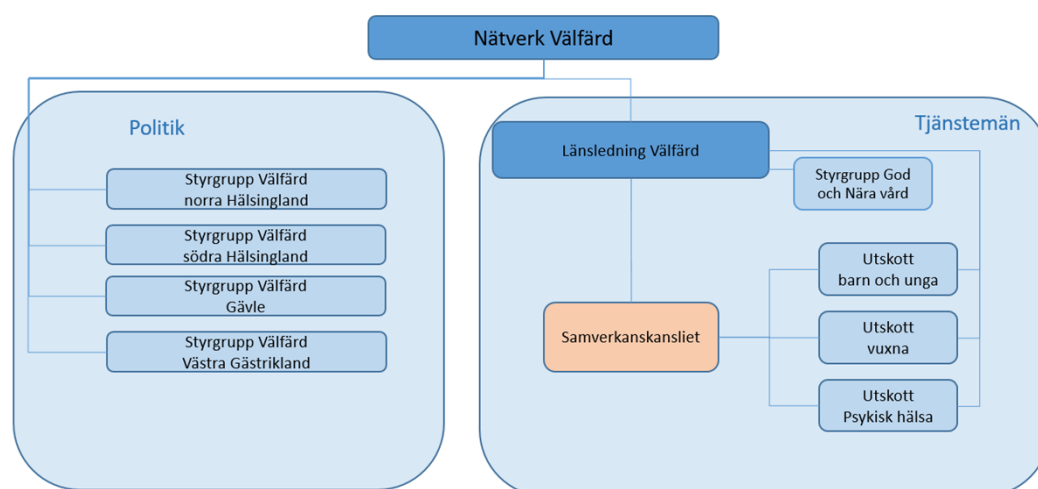 Nätverk Välfärd
Politik
Styrgrupp Välfärd
norra Hälsingland
Styrgrupp Välfärd
södra Hälsingland
Styrgrupp Välfärd
Gävle
Styrgrupp Välfärd
Västra Gästrikland
Tjänstemän
Länsledning Välfärd
Styrgrupp God
och Nära vård
Samverkanskansliet
Utskott
barn och unga
Utskott
vuxna
Utskott
Psykisk hälsa